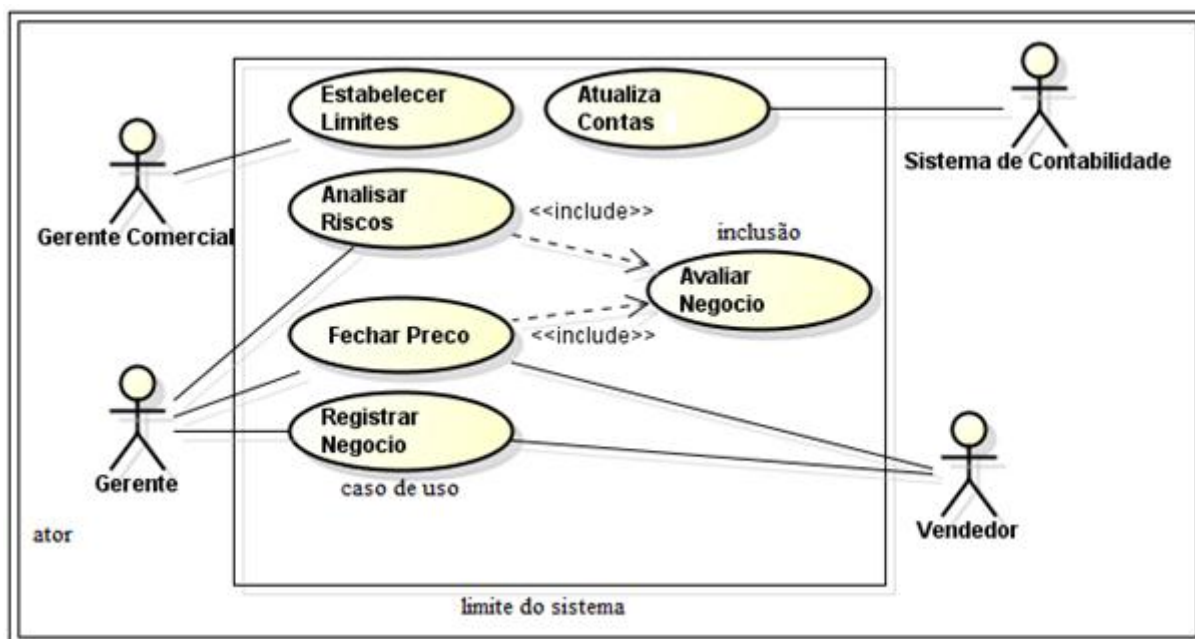 Estabelecer
Limites
Atualiza
Contas
Sistema de Contabilidade
Gerente Comercial
Analisar
Riscos
<<include>>
inclusão
Avaliar
Negocio
Fechar Preco
<<include>>
Registrar
Negocio
Gerente
caso de uso
Vendedor
ator
limite do sistema